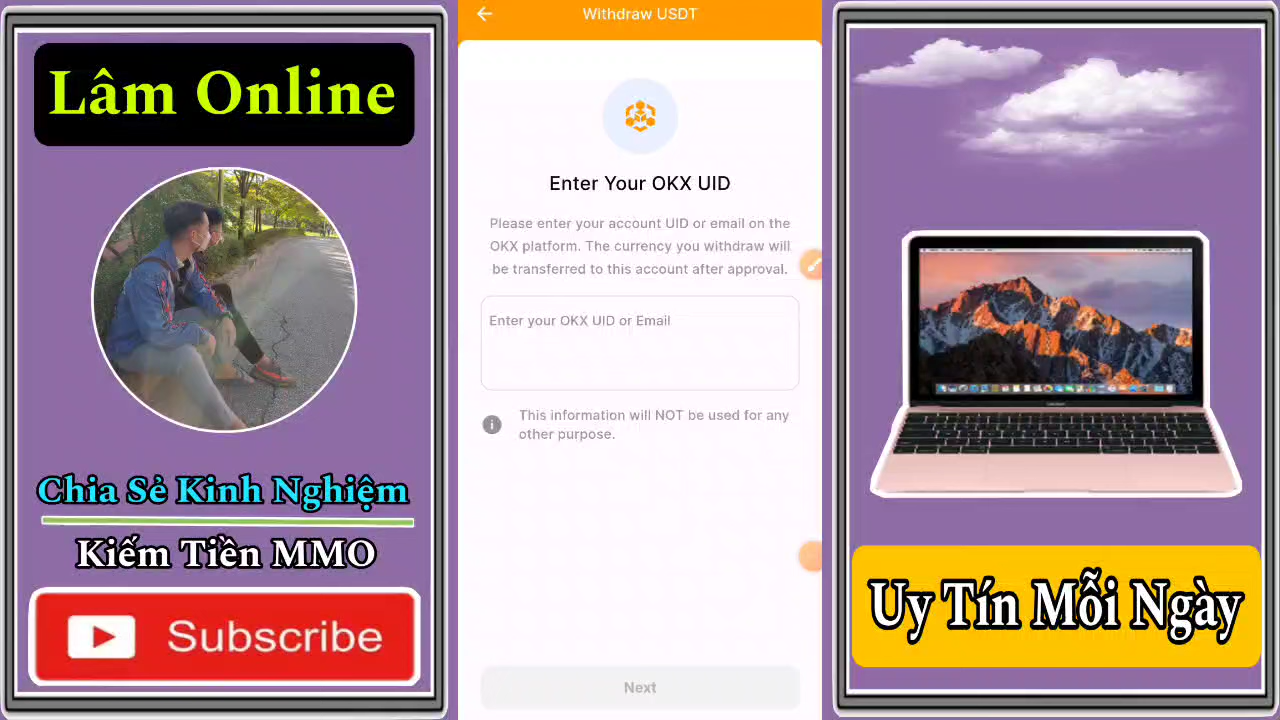 Lâm Online
Chia Sẻ Kinh Nghiệm
Kiếm Tiền MMO
Subscribe
Withdraw USDT
Enter Your OKX UID
Please enter your account UID or email on the
OKX platform. The currency you withdraw will
be transferred to this account after approval.
Enter your OKX UID or Email
This information will NOT be used for any
other purpose.
Next
Uy Tín Mỗi Ngày